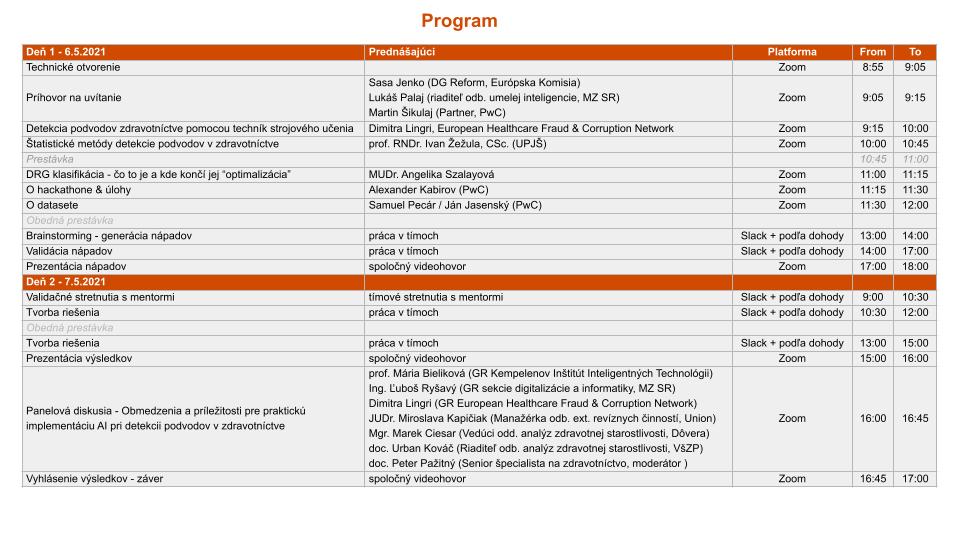 Program
Deň 1 - 6.5.2021 Prednášajúci Platforma From To
Technické otvorenie Zoom 8:55 9:05
Sasa Jenko (DG Reform, Európska Komisia)
Príhovor na uvítanie Lukáš Palaj (riaditeľ odb. umelej inteligencie, MZ SR) Zoom 9:05 9:15
Martin Šikulaj (Partner, PwC)
Detekcia podvodov zdravotníctve pomocou techník strojového učenia Dimitra Lingri, European Healthcare Fraud & Corruption Network Zoom 9:15 10:00
Štatistické metódy detekcie podvodov v zdravotníctve prof. RNDr. Ivan Žežula, CSc. (UPJŠ) Zoom 10:00 10:45
Prestávka 10:45 11:00
DRG klasifikácia - čo to je a kde končí jej “optimalizácia” MUDr. Angelika Szalayová Zoom 11:00 11:15
O hackathone & úlohy Alexander Kabirov (PwC) Zoom 11:15 11:30
O datasete Samuel Pecár / Ján Jasenský (PwC) Zoom 11:30 12:00
Obedná prestávka
Brainstorming - generácia nápadov práca v tímoch Slack + podľa dohody 13:00 14:00
Validácia nápadov práca v tímoch Slack + podľa dohody 14:00 17:00
Prezentácia nápadov spoločný videohovor Zoom 17:00 18:00
Deň 2 - 7.5.2021
Validačné stretnutia s mentormi tímové stretnutia s mentormi Slack + podľa dohody 9:00 10:30
Tvorba riešenia práca v tímoch Slack + podľa dohody 10:30 12:00
Obedná prestávka
Tvorba riešenia práca v tímoch Slack + podľa dohody 13:00 15:00
Prezentácia výsledkov spoločný videohovor Zoom 15:00 16:00
prof. Mária Bieliková (GR Kempelenov Inštitút Inteligentných Technológii)
Ing. Ľuboš Ryšavý (GR sekcie digitalizácie a informatiky, MZ SR)
Dimitra Lingri (GR European Healthcare Fraud & Corruption Network)
Panelová diskusia - Obmedzenia a príležitosti pre praktickú JUDr. Miroslava Kapičiak (Manažérka odb. ext. revíznych činností, Union) Zoom 16:00 16:45
implementáciu AI pri detekcii podvodov v zdravotníctve Mgr. Marek Ciesar (Vedúci odd. analýz zdravotnej starostlivosti, Dôvera)
doc. Urban Kováč (Riaditeľ odb. analýz zdravotnej starostlivosti, VšZP)
doc. Peter Pažitný (Senior špecialista na zdravotníctvo, moderátor )
Vyhlásenie výsledkov - záver spoločný videohovor Zoom 16:45 17:00